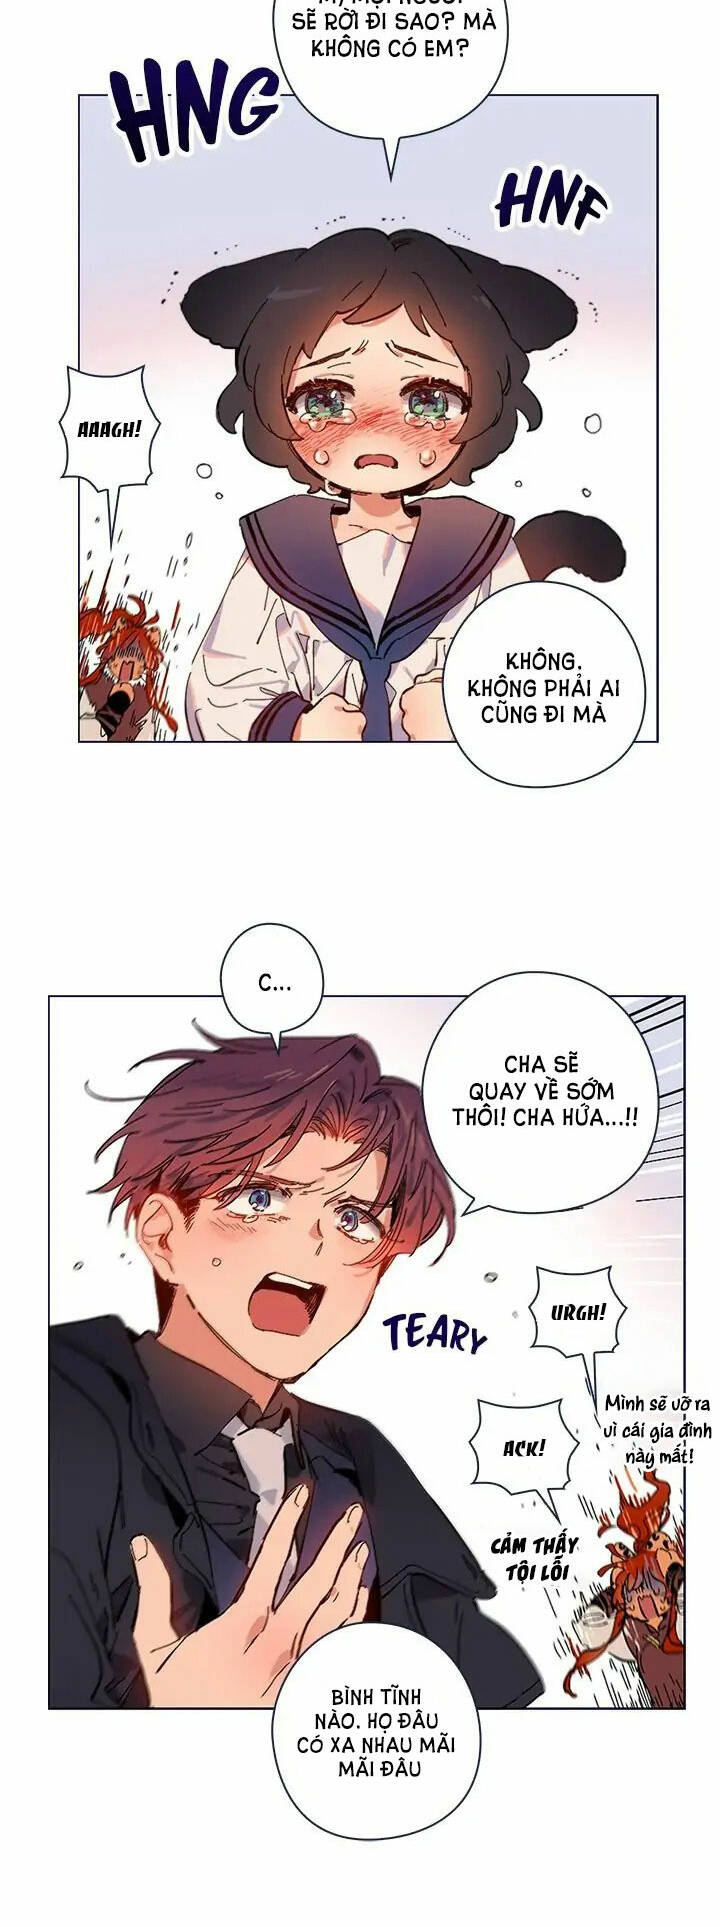 SẼ RỜI ĐI SAO? MÀ
KHÔNG CÓ EM?
HNG
HNF
AAAGH!
KHÔNG.
KHÔNG PHẢI AI
CŨNG ĐI MÀ
C...
CHA SẼ
QUAY VỀ SỚM
THÔI! CHA HỨA...!!
TEARY
URGH!
Mình sẽ vỡ ra
vì cái gia đình
này mất!
ACK!
CẢM THẤY
TỘI LỖI
BÌNH TĨNH
NÀO. HỌ ĐÂU
CÓ XA NHAU MÃI
MÃI ĐÂU